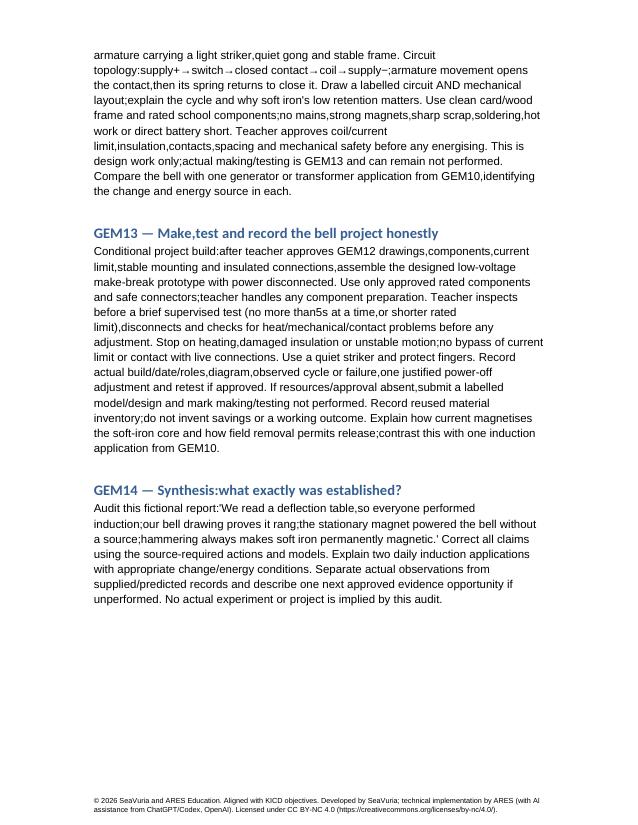 armature carrying a light striker,quiet gong and stable frame. Circuit
topology:supply+→switch→closed contact→coil→supply−;armature movement opens
the contact,then its spring returns to close it. Draw a labelled circuit AND mechanical
layout;explain the cycle and why soft iron's low retention matters. Use clean card/wood
frame and rated school components;no mains,strong magnets,sharp scrap,soldering,hot
work or direct battery short. Teacher approves coil/current
limit,insulation,contacts,spacing and mechanical safety before any energising. This is
design work only;actual making/testing is GEM13 and can remain not performed.
Compare the bell with one generator or transformer application from GEM10,identifying
the change and energy source in each.
GEM13 — Make,test and record the bell project honestly
Conditional project build:after teacher approves GEM12 drawings,components,current
limit,stable mounting and insulated connections,assemble the designed low-voltage
make-break prototype with power disconnected. Use only approved rated components
and safe connectors;teacher handles any component preparation. Teacher inspects
before a brief supervised test (no more than5s at a time,or shorter rated
limit),disconnects and checks for heat/mechanical/contact problems before any
adjustment. Stop on heating,damaged insulation or unstable motion;no bypass of current
limit or contact with live connections. Use a quiet striker and protect fingers. Record
actual build/date/roles,diagram,observed cycle or failure,one justified power-off
adjustment and retest if approved. If resources/approval absent,submit a labelled
model/design and mark making/testing not performed. Record reused material
inventory;do not invent savings or a working outcome. Explain how current magnetises
the soft-iron core and how field removal permits release;contrast this with one induction
application from GEM10.
GEM14 — Synthesis:what exactly was established?
Audit this fictional report:'We read a deflection table,so everyone performed
induction;our bell drawing proves it rang;the stationary magnet powered the bell without
a source;hammering always makes soft iron permanently magnetic.' Correct all claims
using the source-required actions and models. Explain two daily induction applications
with appropriate change/energy conditions. Separate actual observations from
supplied/predicted records and describe one next approved evidence opportunity if
unperformed. No actual experiment or project is implied by this audit.
© 2026 SeaVuria and ARES Education. Aligned with KICD objectives. Developed by SeaVuria; technical implementation by ARES (with AI
assistance from ChatGPT/Codex, OpenAI). Licensed under CC BY-NC 4.0 (https://creativecommons.org/licenses/by-nc/4.0/).